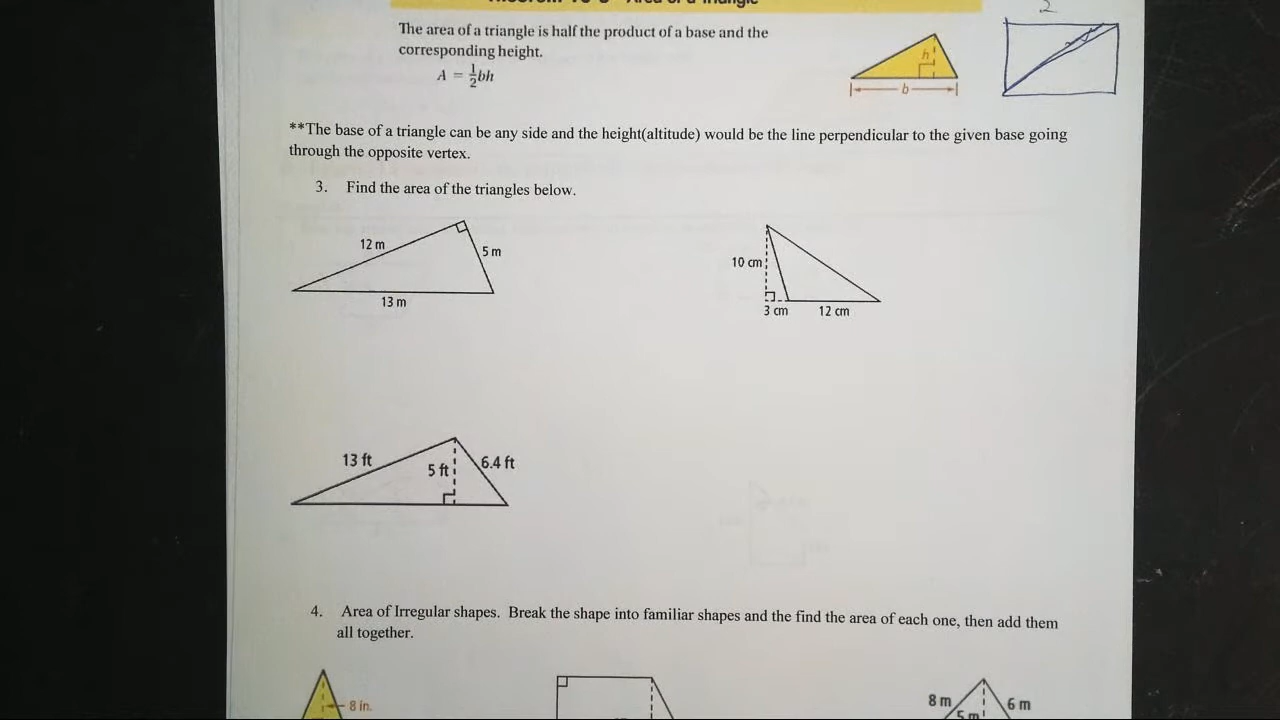 Area of a Triangle
2
The area of a triangle is half the product of a base and the
corresponding height.
A = 1/2bh
h
b
**The base of a triangle can be any side and the height(altitude) would be the line perpendicular to the given base going
through the opposite vertex.
3. Find the area of the triangles below.
12 m
5 m
13 m
10 cm
3 cm 12 cm
13 ft
5 ft
6.4 ft
4. Area of Irregular shapes. Break the shape into familiar shapes and the find the area of each one, then add them
all together.
8 in.
8 m
6 m
5 m